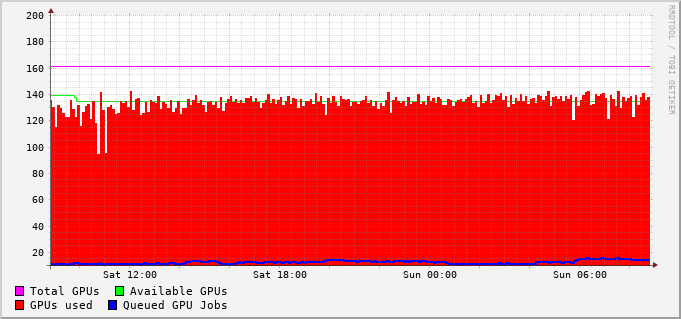 200
180
160
140
120
100
80
60
40
20
Sat 12:00 Sat 18:00 Sun 00:00 Sun 06:00
Total GPUs Available GPUs
GPUs used Queued GPU Jobs
RRDTOOL / TOBI OETIKER